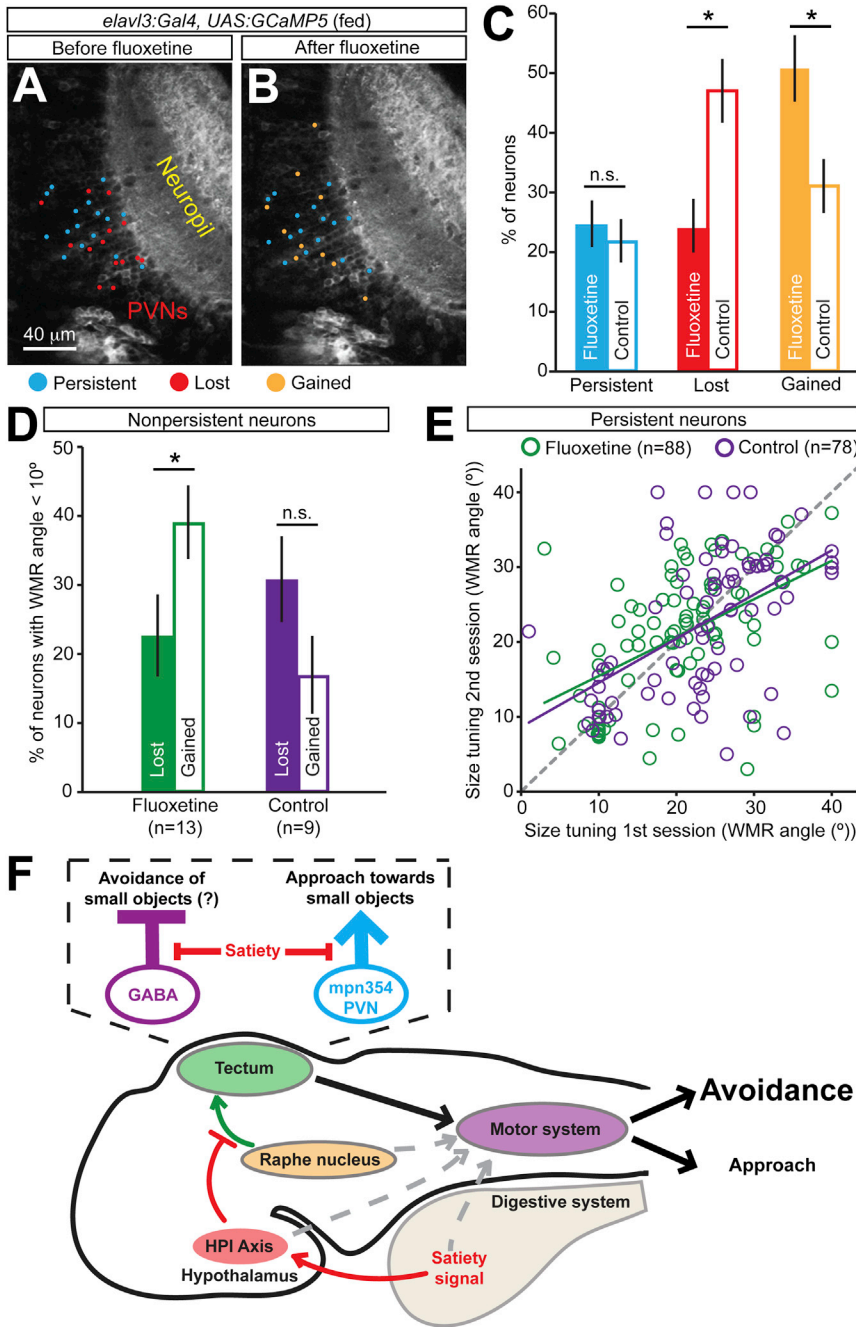 elavl3:Gal4, UAS:GCaMP5 (fed)
Before fluoxetine
After fluoxetine
A
B
Neuropil
PVNs
40 μm
Persistent
Lost
Gained
C
% of neurons
60
50
40
30
20
10
0
n.s.
*
*
Fluoxetine
Control
Fluoxetine
Control
Fluoxetine
Control
Persistent
Lost
Gained
D
Nonpersistent neurons
% of neurons with WMR angle < 10º
50
40
30
20
10
0
*
n.s.
Lost
Gained
Lost
Gained
Fluoxetine
(n=13)
Control
(n=9)
E
Persistent neurons
Fluoxetine (n=88)
Control (n=78)
Size tuning 2nd session (WMR angle (º))
40
30
20
10
0
0
10
20
30
40
Size tuning 1st session (WMR angle (º))
F
Avoidance of
small objects (?)
Approach towards
small objects
Satiety
GABA
mpn354
PVN
Tectum
Motor system
Avoidance
Approach
Raphe nucleus
Digestive system
HPI Axis
Hypothalamus
Satiety
signal